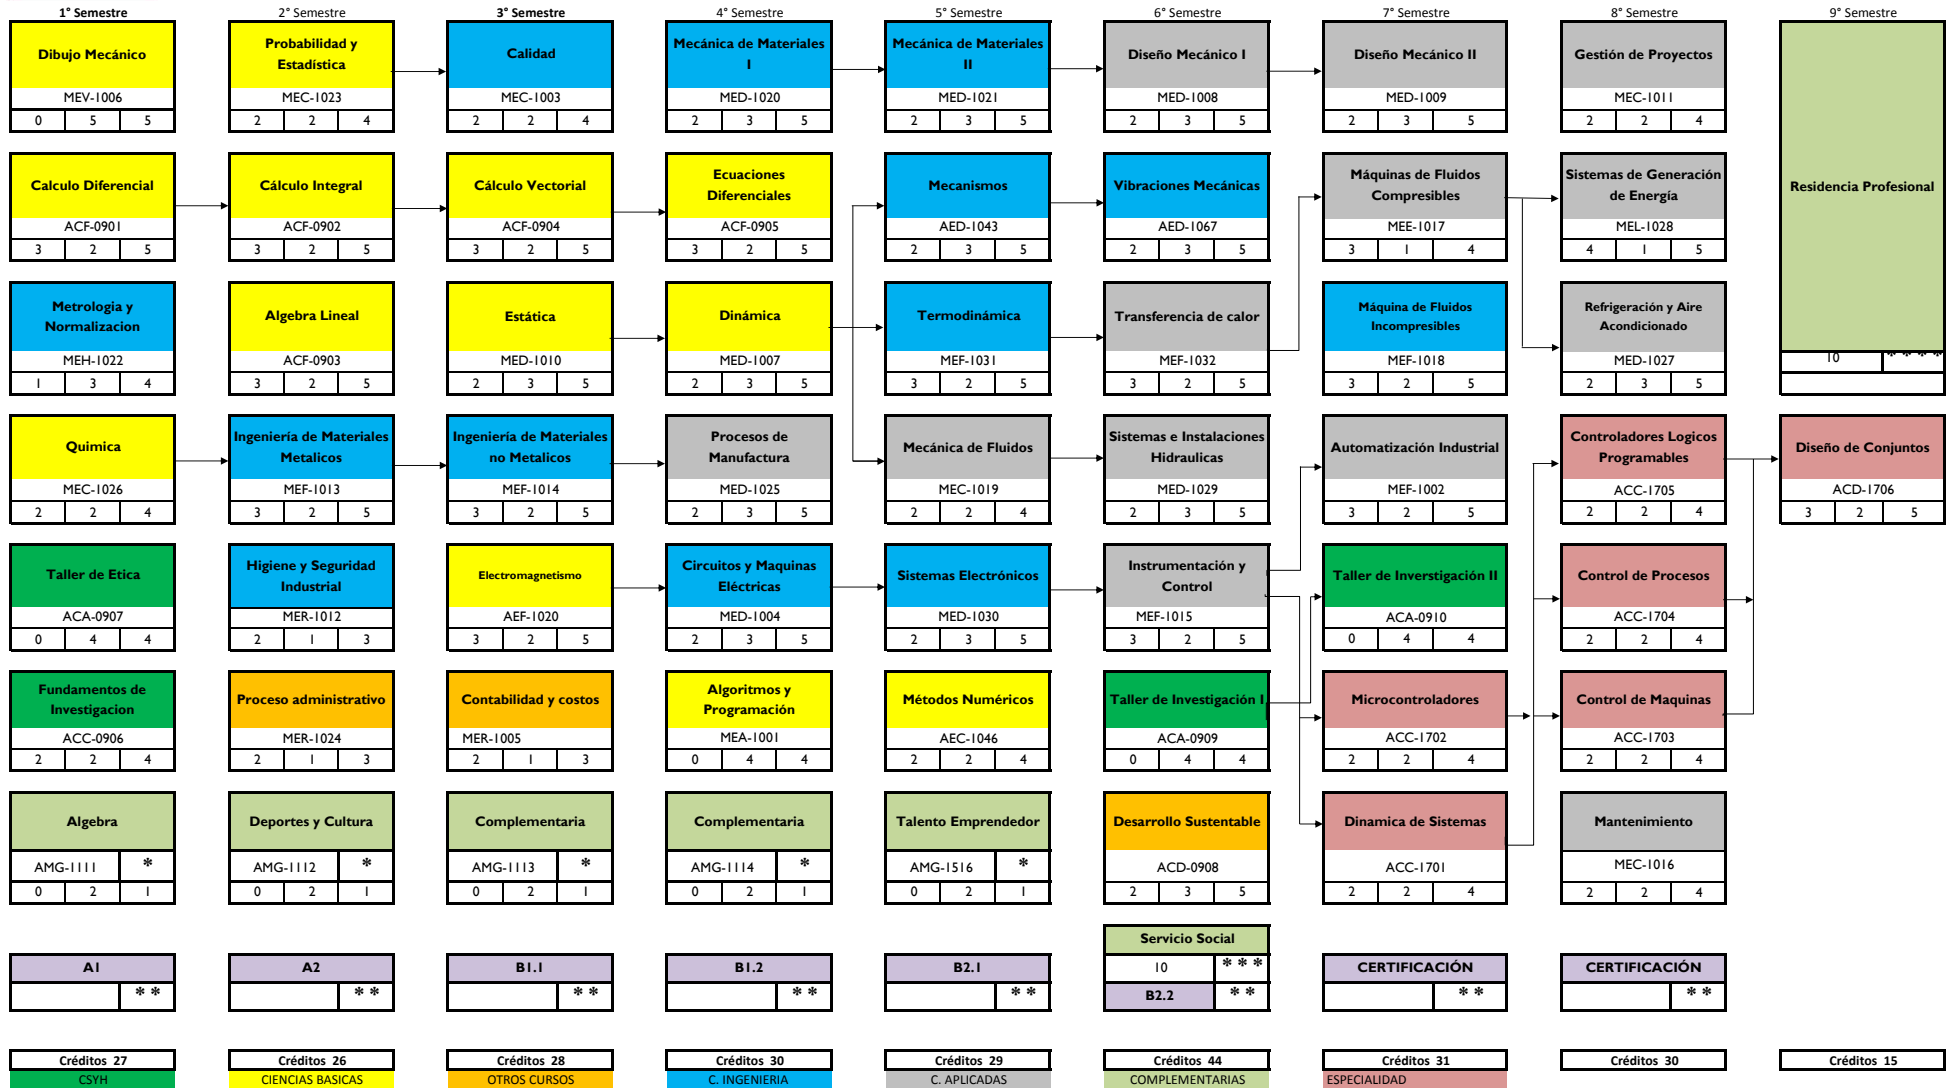 1° Semestre 2° Semestre 3° Semestre 4° Semestre 5° Semestre 6° Semestre 7° Semestre 8° Semestre 9° Semestre
Dibujo Mecánico
MEV-1006
0 5 5
Probabilidad y
Estadística
MEC-1023
2 2 4
Calidad
MEC-1003
2 2 4
Mecánica de Materiales
I
MED-1020
2 3 5
Mecánica de Materiales
II
MED-1021
2 3 5
Diseño Mecánico I
MED-1008
2 3 5
Diseño Mecánico II
MED-1009
2 3 5
Gestión de Proyectos
MEC-1011
2 2 4
Residencia Profesional
10 ****
Calculo Diferencial
ACF-0901
3 2 5
Cálculo Integral
ACF-0902
3 2 5
Cálculo Vectorial
ACF-0904
3 2 5
Ecuaciones
Diferenciales
ACF-0905
3 2 5
Mecanismos
AED-1043
2 3 5
Vibraciones Mecánicas
AED-1067
2 3 5
Máquinas de Fluidos
Compresibles
MEE-1017
3 1 4
Sistemas de Generación
de Energía
MEL-1028
4 1 5
Metrologia y
Normalizacion
MEH-1022
1 3 4
Algebra Lineal
ACF-0903
3 2 5
Estática
MED-1010
2 3 5
Dinámica
MED-1007
2 3 5
Termodinámica
MEF-1031
3 2 5
Transferencia de calor
MEF-1032
3 2 5
Máquina de Fluidos
Incompresibles
MEF-1018
3 2 5
Refrigeración y Aire
Acondicionado
MED-1027
2 3 5
Quimica
MEC-1026
2 2 4
Ingeniería de Materiales
Metalicos
MEF-1013
3 2 5
Ingeniería de Materiales
no Metalicos
MEF-1014
3 2 5
Procesos de
Manufactura
MED-1025
2 3 5
Mecánica de Fluidos
MEC-1019
2 2 4
Sistemas e Instalaciones
Hidraulicas
MED-1029
2 3 5
Automatización Industrial
MEF-1002
3 2 5
Controladores Logicos
Programables
ACC-1705
2 2 4
Diseño de Conjuntos
ACD-1706
3 2 5
Taller de Etica
ACA-0907
0 4 4
Higiene y Seguridad
Industrial
MER-1012
2 1 3
Electromagnetismo
AEF-1020
3 2 5
Circuitos y Maquinas
Eléctricas
MED-1004
2 3 5
Sistemas Electrónicos
MED-1030
2 3 5
Instrumentación y
Control
MEF-1015
3 2 5
Taller de Inverstigación II
ACA-0910
0 4 4
Control de Procesos
ACC-1704
2 2 4
Fundamentos de
Investigacion
ACC-0906
2 2 4
Proceso administrativo
MER-1024
2 1 3
Contabilidad y costos
MER-1005
2 1 3
Algoritmos y
Programación
MEA-1001
0 4 4
Métodos Numéricos
AEC-1046
2 2 4
Taller de Investigación I
ACA-0909
0 4 4
Microcontroladores
ACC-1702
2 2 4
Control de Maquinas
ACC-1703
2 2 4
Algebra
AMG-1111 *
0 2 1
Deportes y Cultura
AMG-1112 *
0 2 1
Complementaria
AMG-1113 *
0 2 1
Complementaria
AMG-1114 *
0 2 1
Talento Emprendedor
AMG-1516 *
0 2 1
Desarrollo Sustentable
ACD-0908
2 3 5
Dinamica de Sistemas
ACC-1701
2 2 4
Mantenimiento
MEC-1016
2 2 4
A1
**
A2
**
B1.1
**
B1.2
**
B2.1
**
Servicio Social
10 ***
B2.2 **
CERTIFICACIÓN
**
CERTIFICACIÓN
**
Créditos 27 Créditos 26 Créditos 28 Créditos 30 Créditos 29 Créditos 44 Créditos 31 Créditos 30 Créditos 15
CSYH CIENCIAS BASICAS OTROS CURSOS C. INGENIERIA C. APLICADAS COMPLEMENTARIAS ESPECIALIDAD